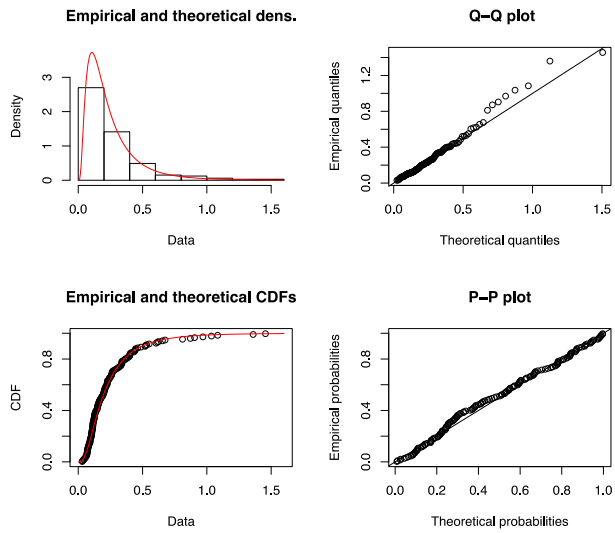 Empirical and theoretical dens.
Density
0 1 2 3
0.0 0.5 1.0 1.5
Data
Q−Q plot
Empirical quantiles
0.0 0.4 0.8 1.2
0.0 0.5 1.0 1.5
Theoretical quantiles
Empirical and theoretical CDFs
CDF
0.0 0.4 0.8
0.0 0.5 1.0 1.5
Data
P−P plot
Empirical probabilities
0.0 0.4 0.8
0.0 0.2 0.4 0.6 0.8 1.0
Theoretical probabilities